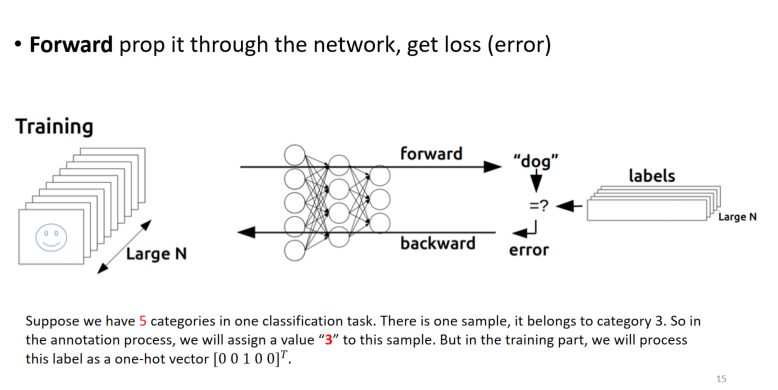 • Forward prop it through the network, get loss (error)
Training
Large N
forward
backward
"dog"
=?
error
labels
Large N
Suppose we have 5 categories in one classification task. There is one sample, it belongs to category 3. So in
the annotation process, we will assign a value “3” to this sample. But in the training part, we will process
this label as a one-hot vector [0 0 1 0 0]ᵀ.
15